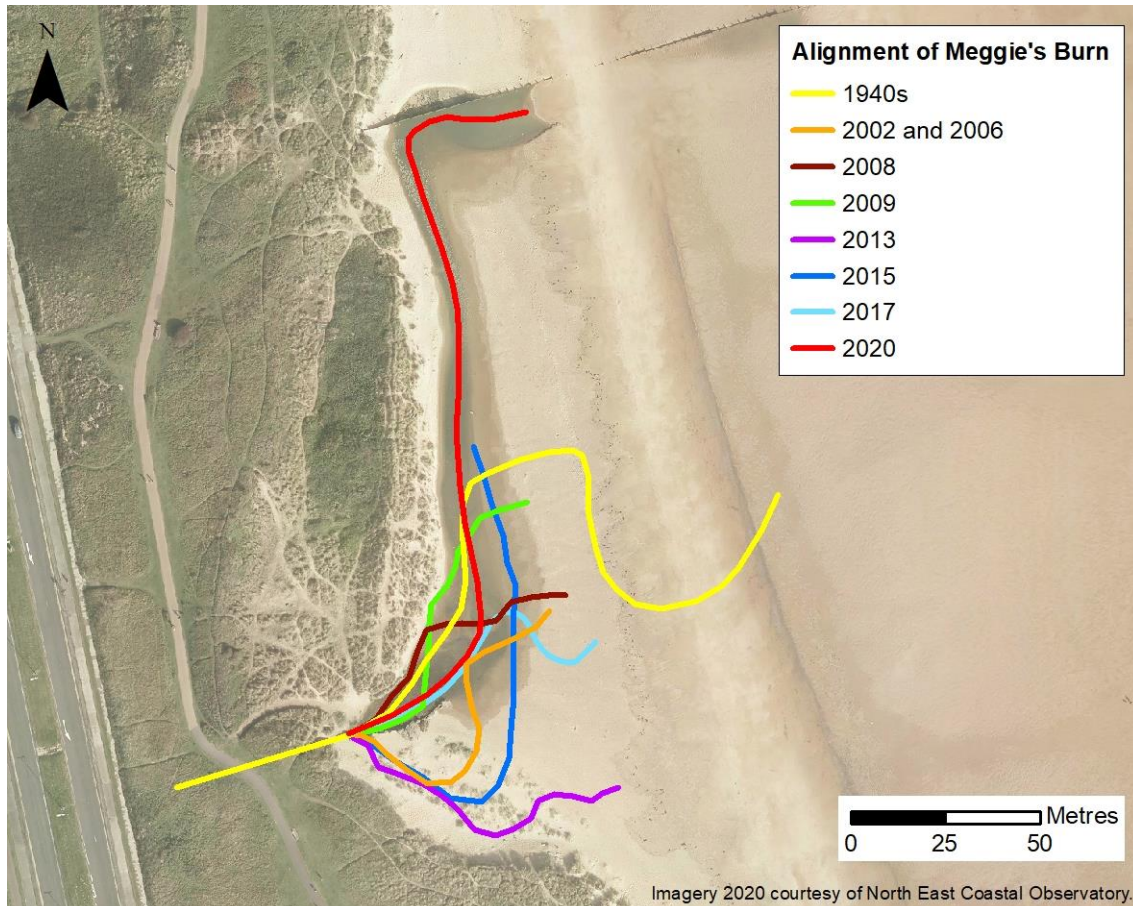 N
Alignment of Meggie's Burn
1940s
2002 and 2006
2008
2009
2013
2015
2017
2020
Metres
0 25 50
Imagery 2020 courtesy of North East Coastal Observatory.